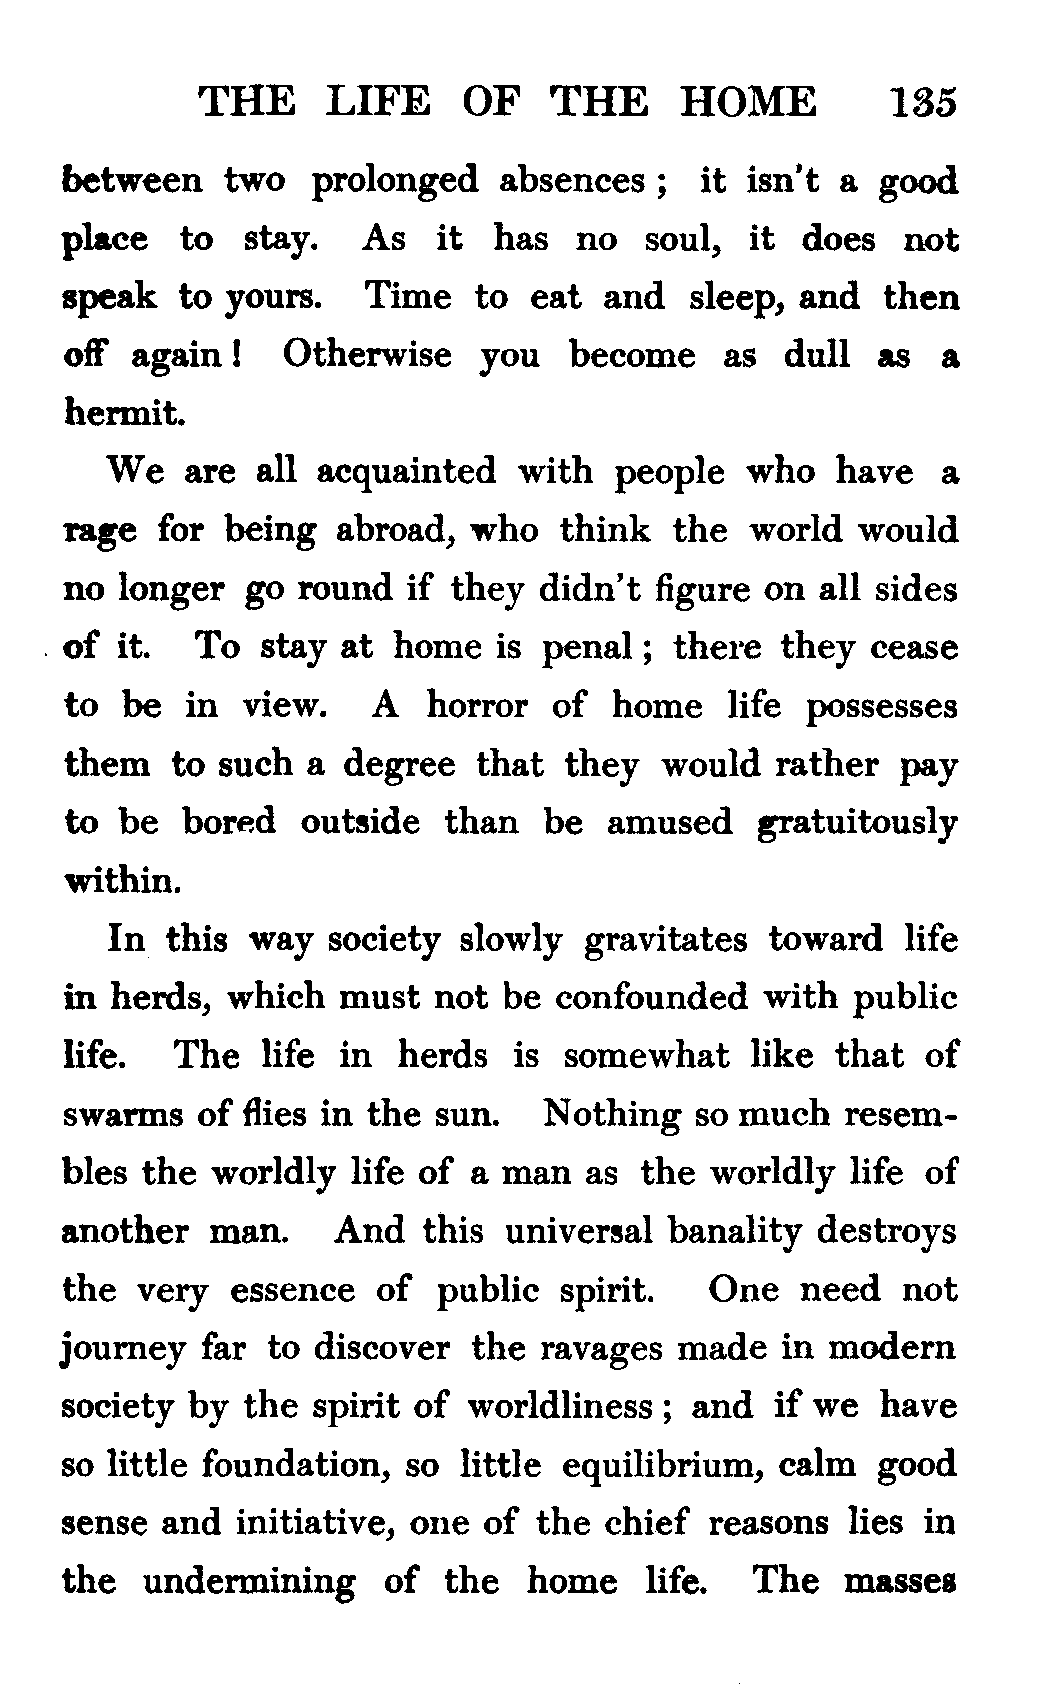 THE LIFE OF THE HOME 135
between two prolonged absences ; it isn't a good
place to stay. As it has no soul, it does not
speak to yours. Time to eat and sleep, and then
off again ! Otherwise you become as dull as a
hermit.
We are all acquainted with people who have a
rage for being abroad, who think the world would
no longer go round if they didn't figure on all sides
of it. To stay at home is penal ; there they cease
to be in view. A horror of home life possesses
them to such a degree that they would rather pay
to be bored outside than be amused gratuitously
within.
In this way society slowly gravitates toward life
in herds, which must not be confounded with public
life. The life in herds is somewhat like that of
swarms of flies in the sun. Nothing so much resem-
bles the worldly life of a man as the worldly life of
another man. And this universal banality destroys
the very essence of public spirit. One need not
journey far to discover the ravages made in modern
society by the spirit of worldliness ; and if we have
so little foundation, so little equilibrium, calm good
sense and initiative, one of the chief reasons lies in
the undermining of the home life. The masses